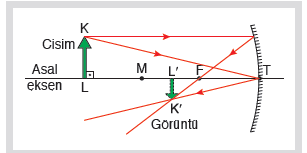 K
Cisim
Asal M L' F T
eksen L
K'
Görüntü